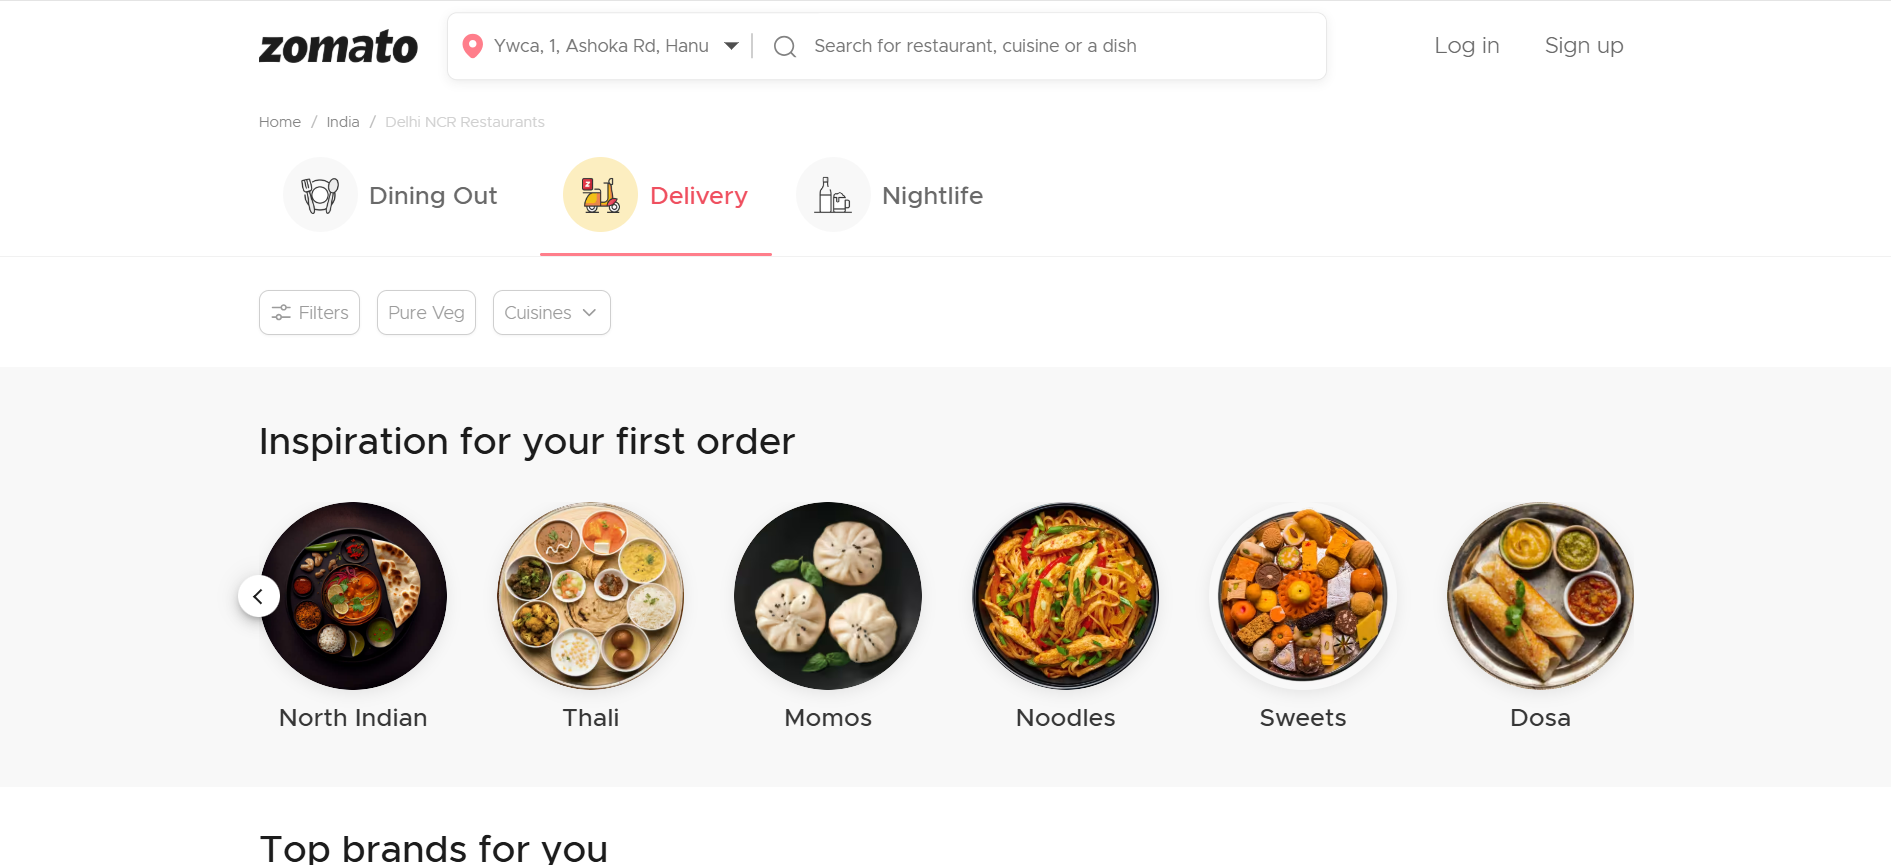 zomato
Ywca, 1, Ashoka Rd, Hanu
Search for restaurant, cuisine or a dish
Log in
Sign up
Home / India / Delhi NCR Restaurants
Dining Out
Delivery
Nightlife
Filters
Pure Veg
Cuisines
Inspiration for your first order
North Indian
Thali
Momos
Noodles
Sweets
Dosa
Top brands for you